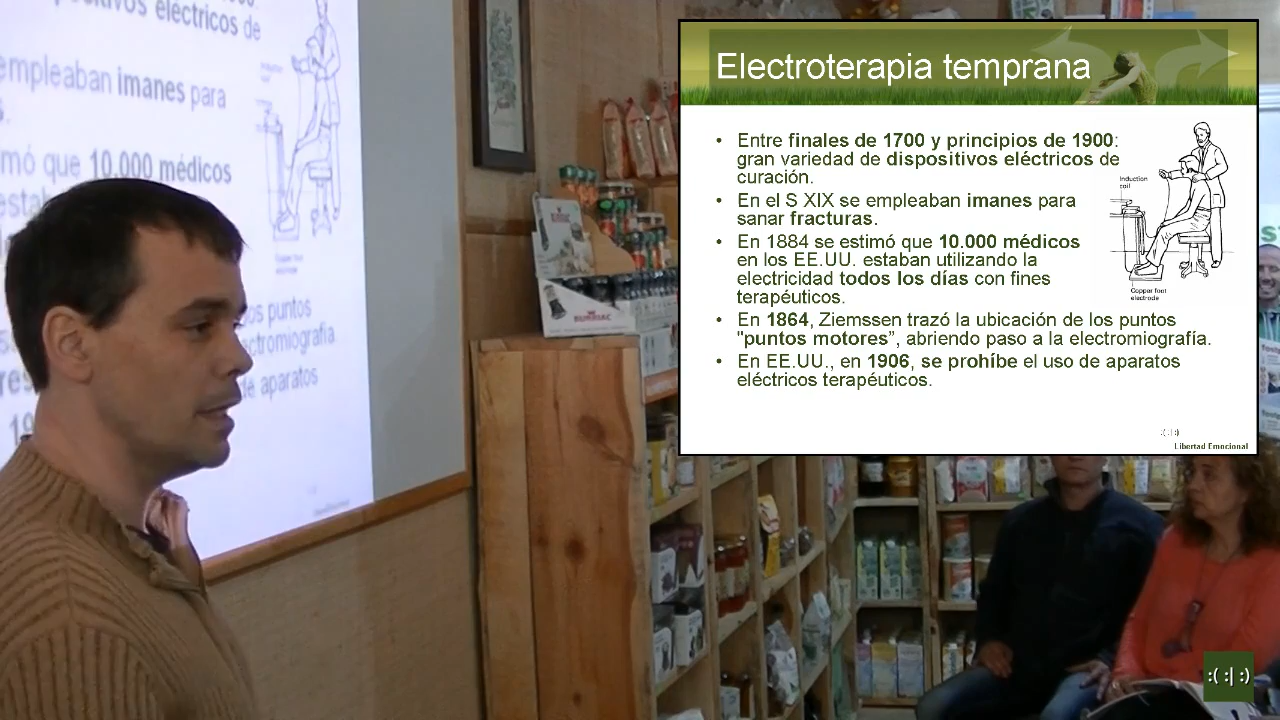 ositivos eléctricos de
empleaban imanes para
s.
mó que 10.000 médicos
esta
os puntos
ectromiografía
res
de aparatos
19
Electroterapia temprana
• Entre finales de 1700 y principios de 1900:
gran variedad de dispositivos eléctricos de
curación.
• En el S XIX se empleaban imanes para
sanar fracturas.
• En 1884 se estimó que 10.000 médicos
en los EE.UU. estaban utilizando la
electricidad todos los días con fines
terapéuticos.
• En 1864, Ziemssen trazó la ubicación de los puntos
"puntos motores”, abriendo paso a la electromiografía.
• En EE.UU., en 1906, se prohíbe el uso de aparatos
eléctricos terapéuticos.
Induction
coil
Copper foot
electrode
:( :| :)
Libertad Emocional
:( :| :)